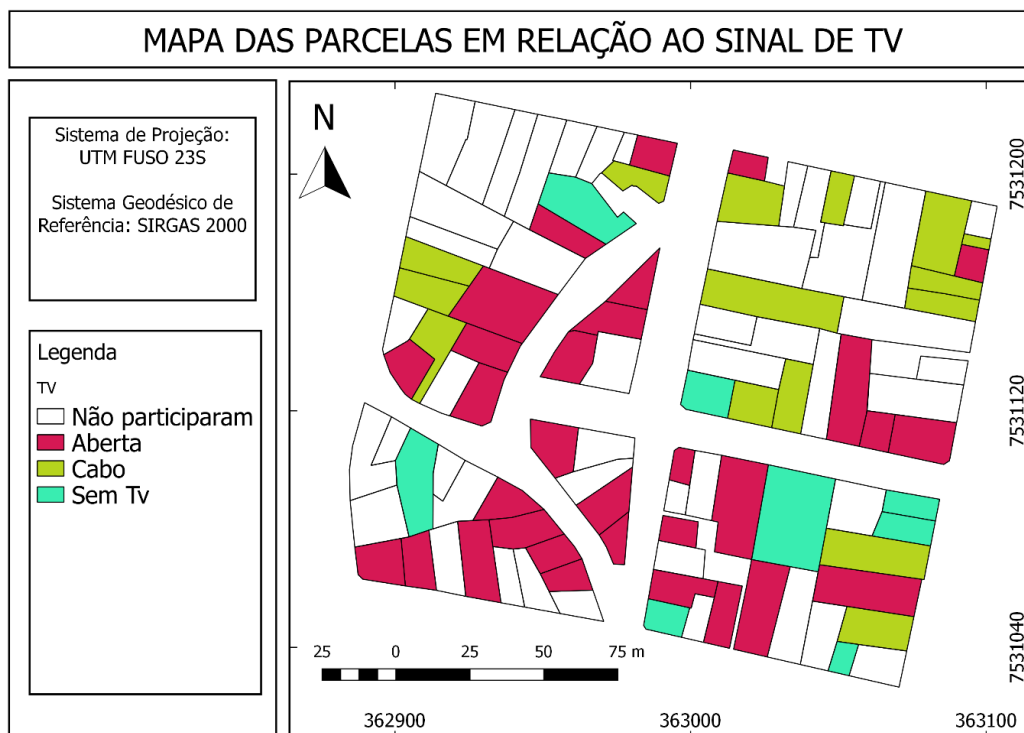 MAPA DAS PARCELAS EM RELAÇÃO AO SINAL DE TV
Sistema de Projeção:
UTM FUSO 23S
Sistema Geodésico de
Referência: SIRGAS 2000
Legenda
TV
Não participaram
Aberta
Cabo
Sem Tv
N
7531200
7531120
7531040
25 0 25 50 75 m
362900 363000 363100